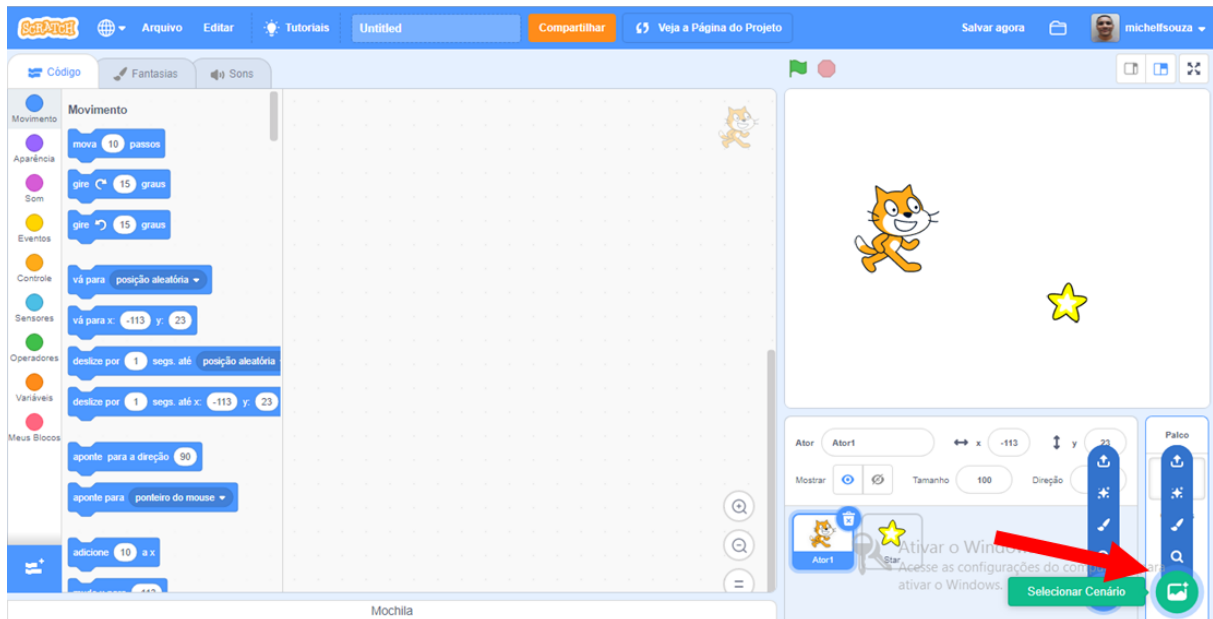 SCRATCH Arquivo Editar Tutoriais Untitled Compartilhar Veja a Página do Projeto Salvar agora michelfsouza
Código Fantasias Sons
Movimento
Aparência
Som
Eventos
Controle
Sensores
Operadores
Variáveis
Meus Blocos
Movimento
mova 10 passos
gire 15 graus
gire 15 graus
vá para posição aleatória
vá para x: -113 y: 23
deslize por 1 segs. até posição aleatória
deslize por 1 segs. até x: -113 y: 23
aponte para a direção 90
aponte para ponteiro do mouse
adicione 10 a x
Mochila
Ator Ator1 x -113 y 23
Mostrar Tamanho 100 Direção
Ator1
Star
Palco
Ativar o
Acesse as configurações do
ativar o Windows.
Selecionar Cenário